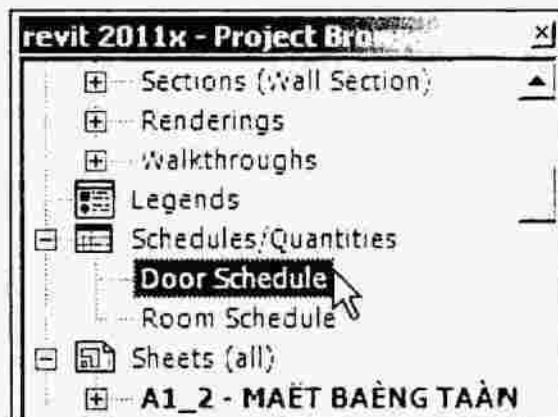 revit 2011x - Project Bro
Sections (Wall Section)
Renderings
Walkthroughs
Legends
Schedules/Quantities
Door Schedule
Room Schedule
Sheets (all)
A1_2 - MAËT BAÈNG TAÀN